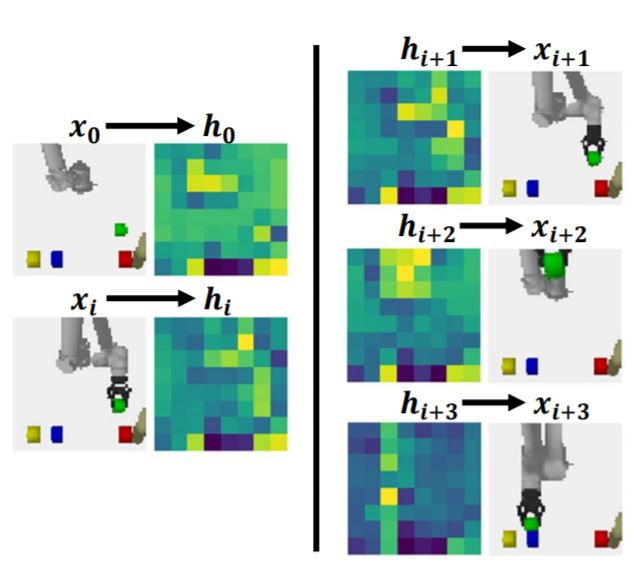 x₀ → h₀
xᵢ → hᵢ
hᵢ₊₁ → xᵢ₊₁
hᵢ₊₂ → xᵢ₊₂
hᵢ₊₃ → xᵢ₊₃